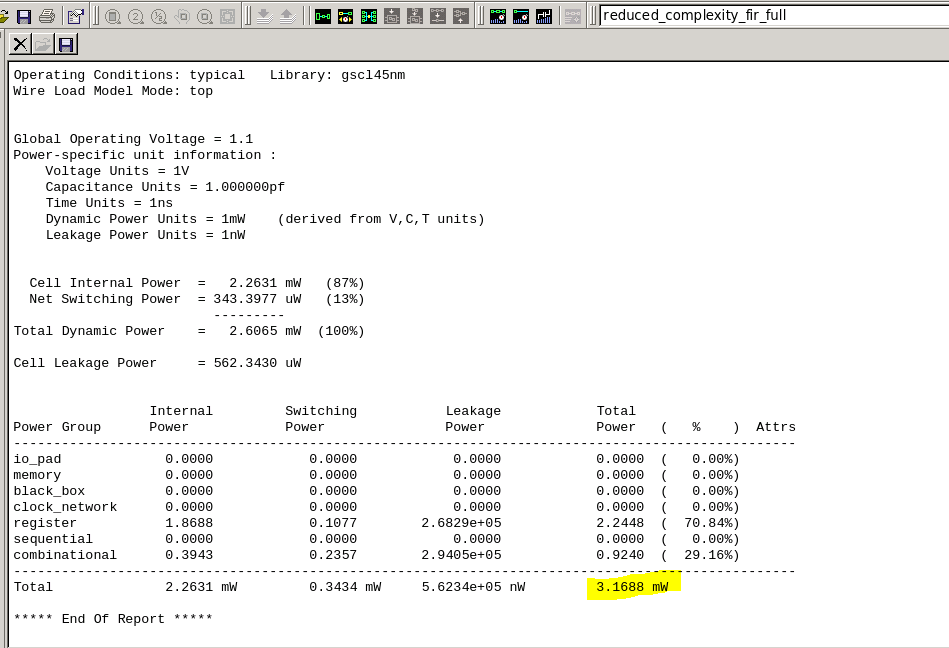 reduced_complexity_fir_full
Operating Conditions: typical   Library: gscl45nm
Wire Load Model Mode: top
Global Operating Voltage = 1.1
Power-specific unit information :
    Voltage Units = 1V
    Capacitance Units = 1.000000pf
    Time Units = 1ns
    Dynamic Power Units = 1mW    (derived from V,C,T units)
    Leakage Power Units = 1nW
  Cell Internal Power  =   2.2631 mW   (87%)
  Net Switching Power  = 343.3977 uW   (13%)
                         ---------
Total Dynamic Power    =   2.6065 mW  (100%)
Cell Leakage Power     = 562.3430 uW
                 Internal         Switching           Leakage            Total
Power Group      Power            Power               Power              Power   (   %    )  Attrs
--------------------------------------------------------------------------------------------------
io_pad             0.0000            0.0000            0.0000            0.0000  (   0.00%)
memory             0.0000            0.0000            0.0000            0.0000  (   0.00%)
black_box          0.0000            0.0000            0.0000            0.0000  (   0.00%)
clock_network      0.0000            0.0000            0.0000            0.0000  (   0.00%)
register           1.8688            0.1077        2.6829e+05            2.2448  (  70.84%)
sequential         0.0000            0.0000            0.0000            0.0000  (   0.00%)
combinational      0.3943            0.2357        2.9405e+05            0.9240  (  29.16%)
--------------------------------------------------------------------------------------------------
Total              2.2631 mW         0.3434 mW     5.6234e+05 nW         3.1688 mW
***** End Of Report *****